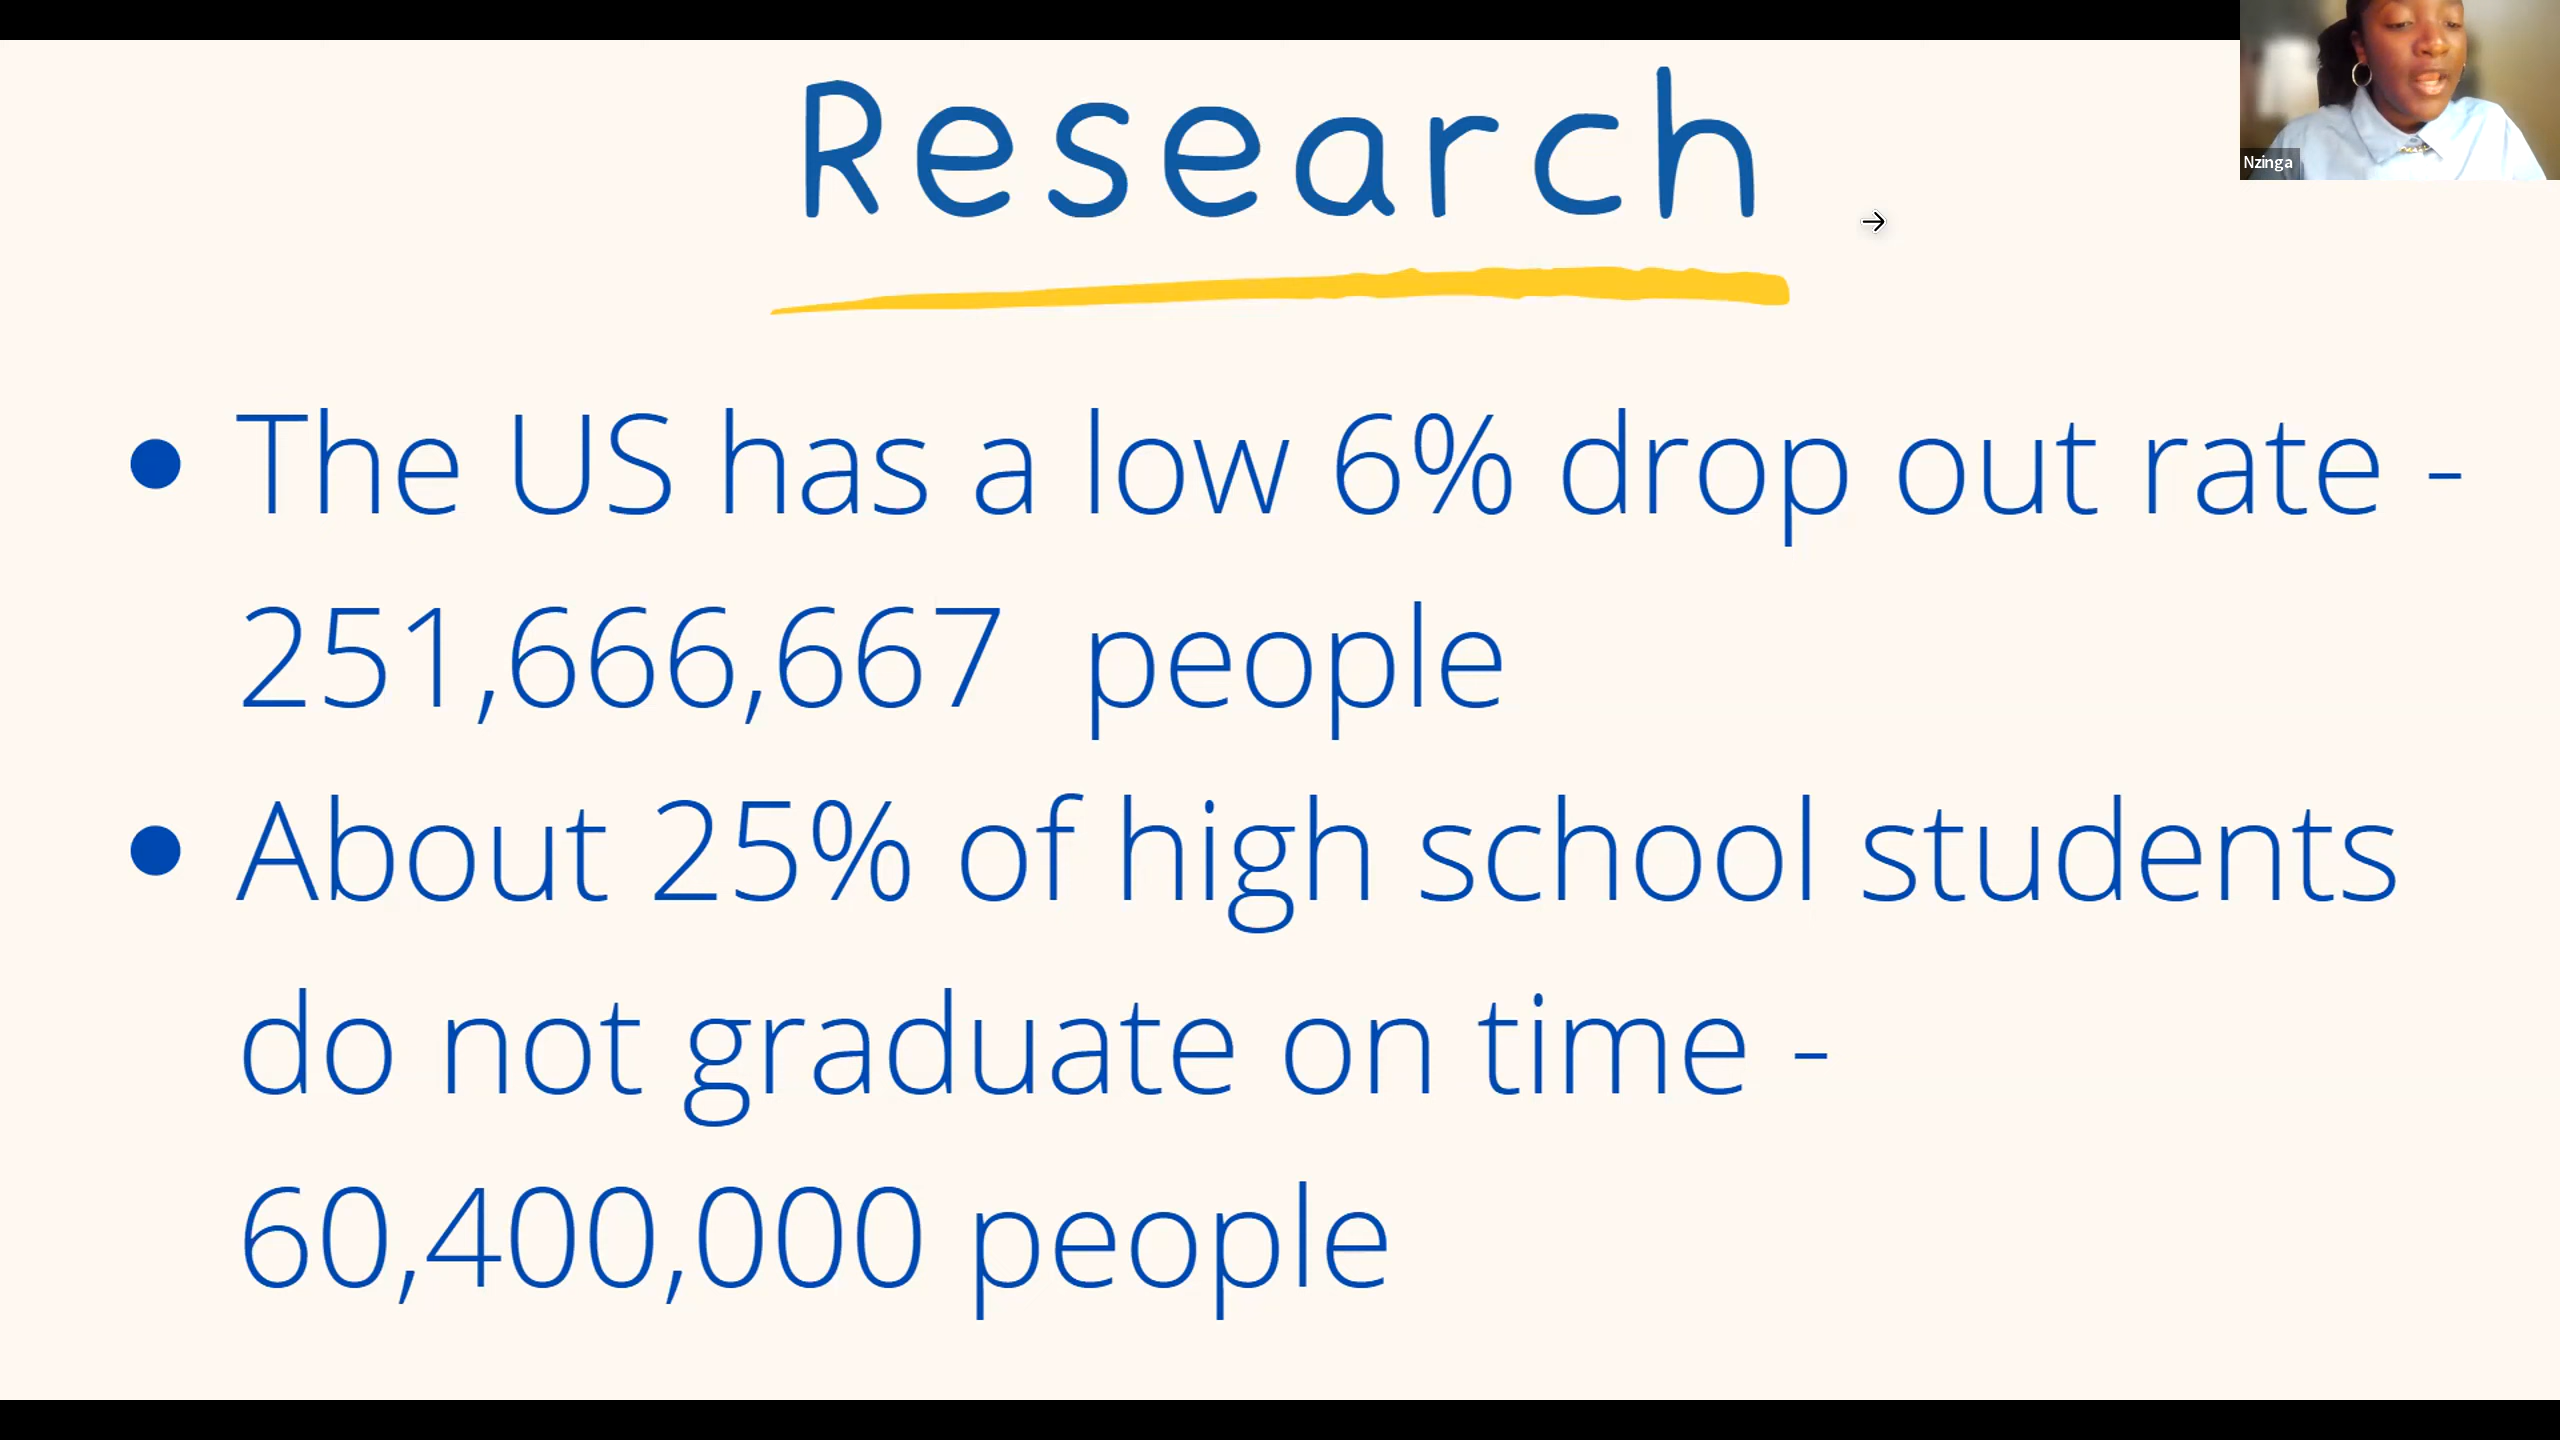 Research
Nzinga
• The US has a low 6% drop out rate -
251,666,667 people
• About 25% of high school students
do not graduate on time -
60,400,000 people